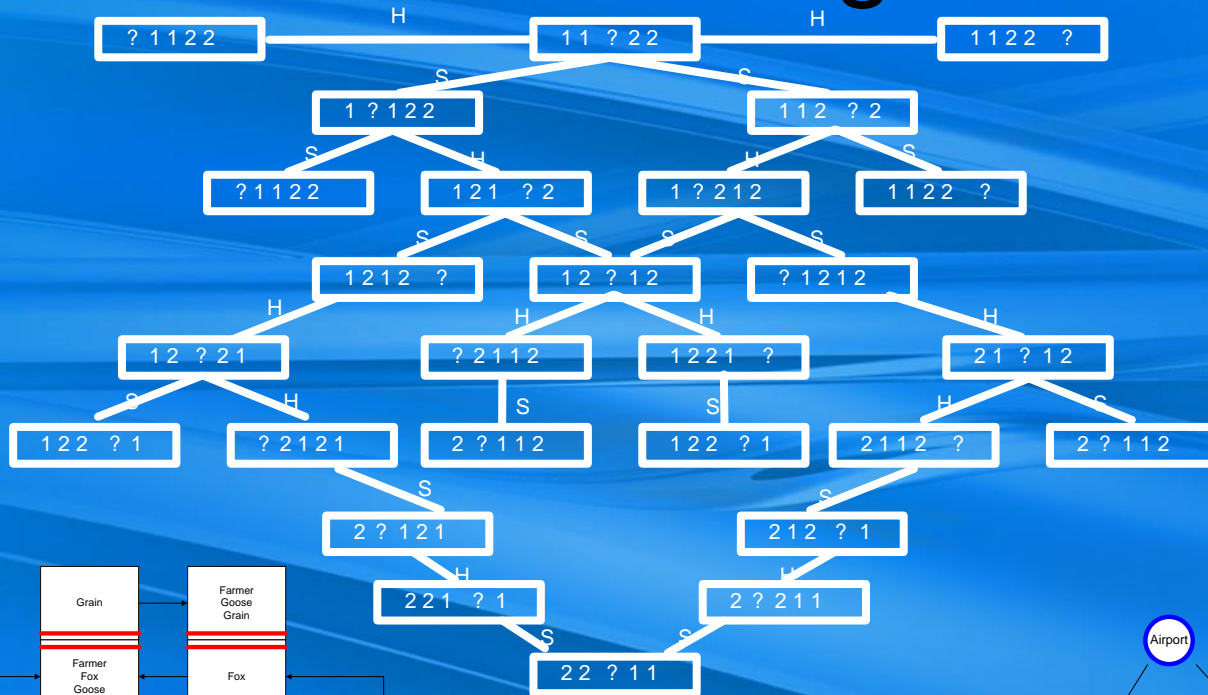 H
H
? 1 1 2 2
1 1 ? 2 2
1 1 2 2 ?
S
S
1 ? 1 2 2
1 1 2 ? 2
S
H
H
S
? 1 1 2 2
1 2 1 ? 2
1 ? 2 1 2
1 1 2 2 ?
S
S
S
S
1 2 1 2 ?
1 2 ? 1 2
? 1 2 1 2
H
H
H
H
1 2 ? 2 1
? 2 1 1 2
1 2 2 1 ?
2 1 ? 1 2
S
H
S
S
H
S
1 2 2 ? 1
? 2 1 2 1
2 ? 1 1 2
1 2 2 ? 1
2 1 1 2 ?
2 ? 1 1 2
S
S
2 ? 1 2 1
2 1 2 ? 1
H
H
2 2 1 ? 1
2 ? 2 1 1
S
S
2 2 ? 1 1
Grain
Farmer
Goose
Grain
Farmer
Fox
Goose
Fox
Airport